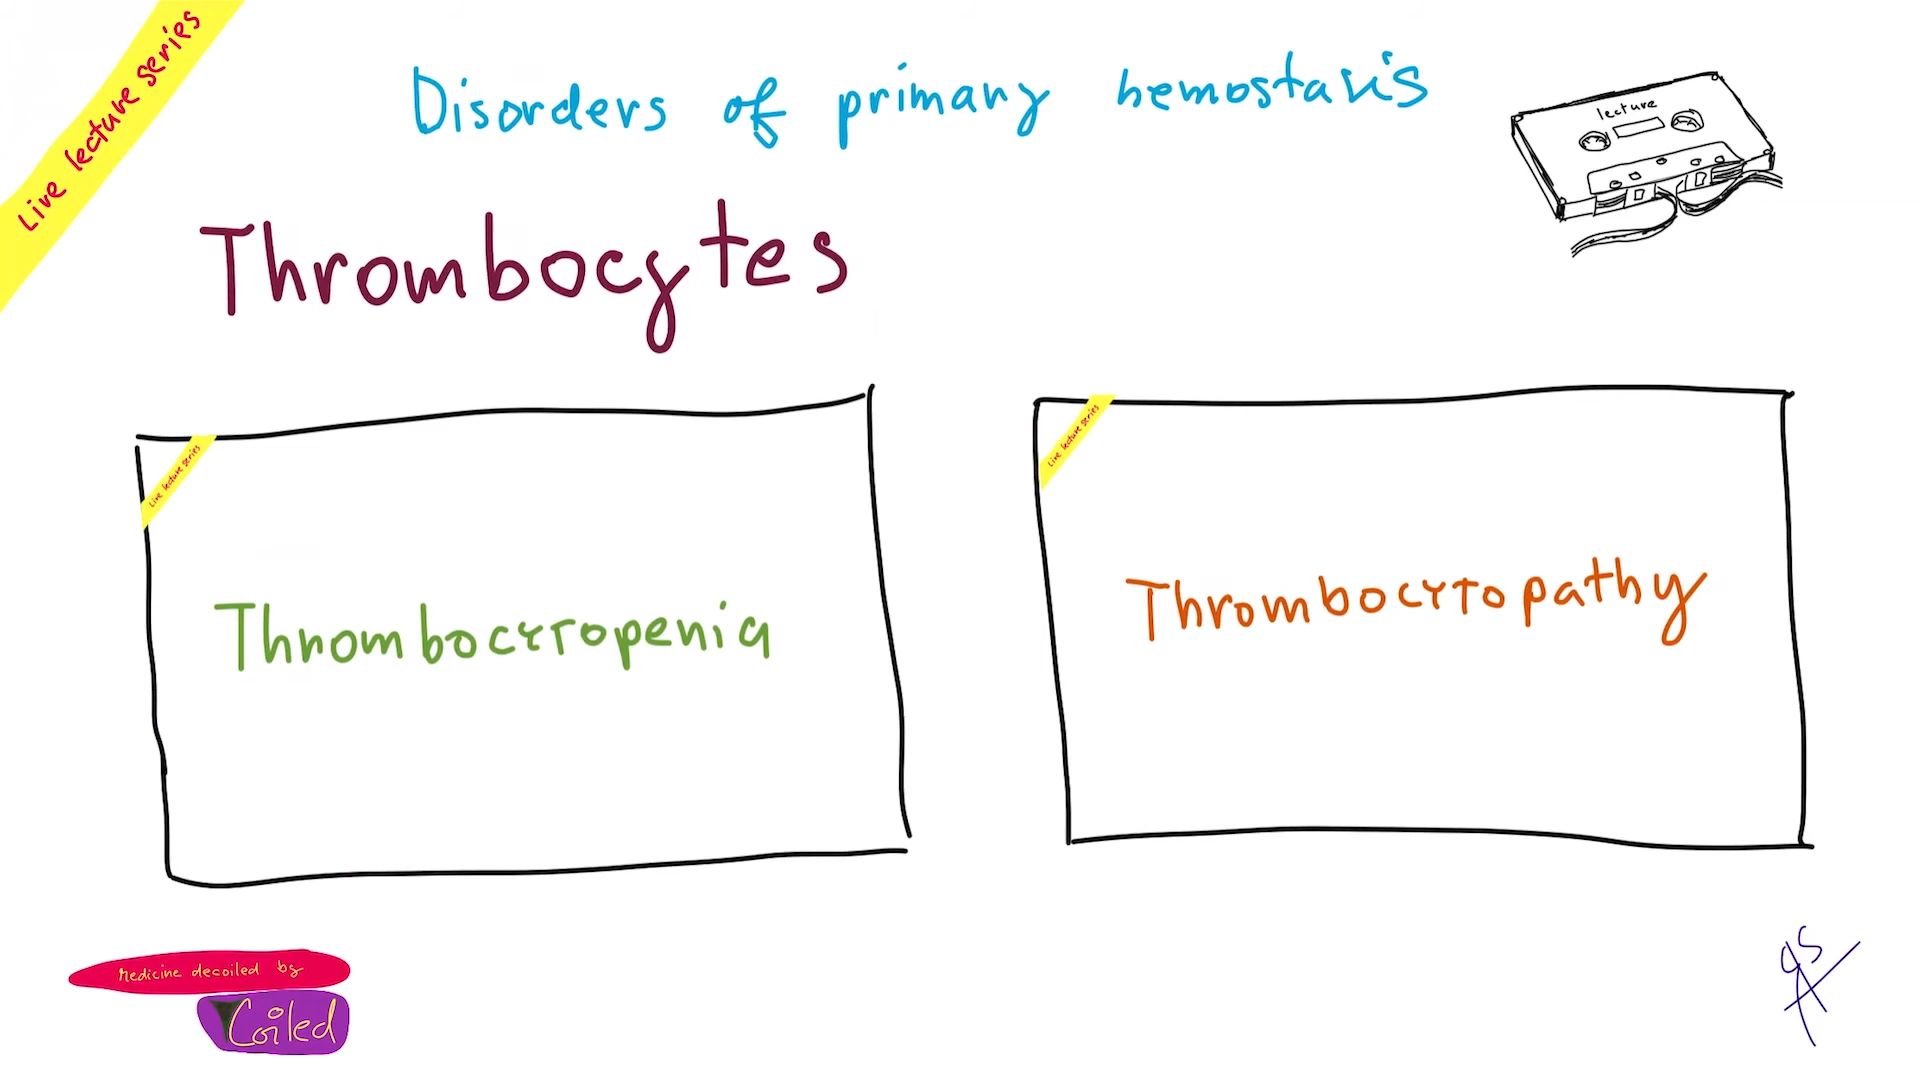 Live lecture series
Disorders of primary hemostasis
lecture
Thrombocytes
Live lecture series
Thrombocytopenia
Live lecture series
Thrombocytopathy
Medicine decoiled by
Coiled